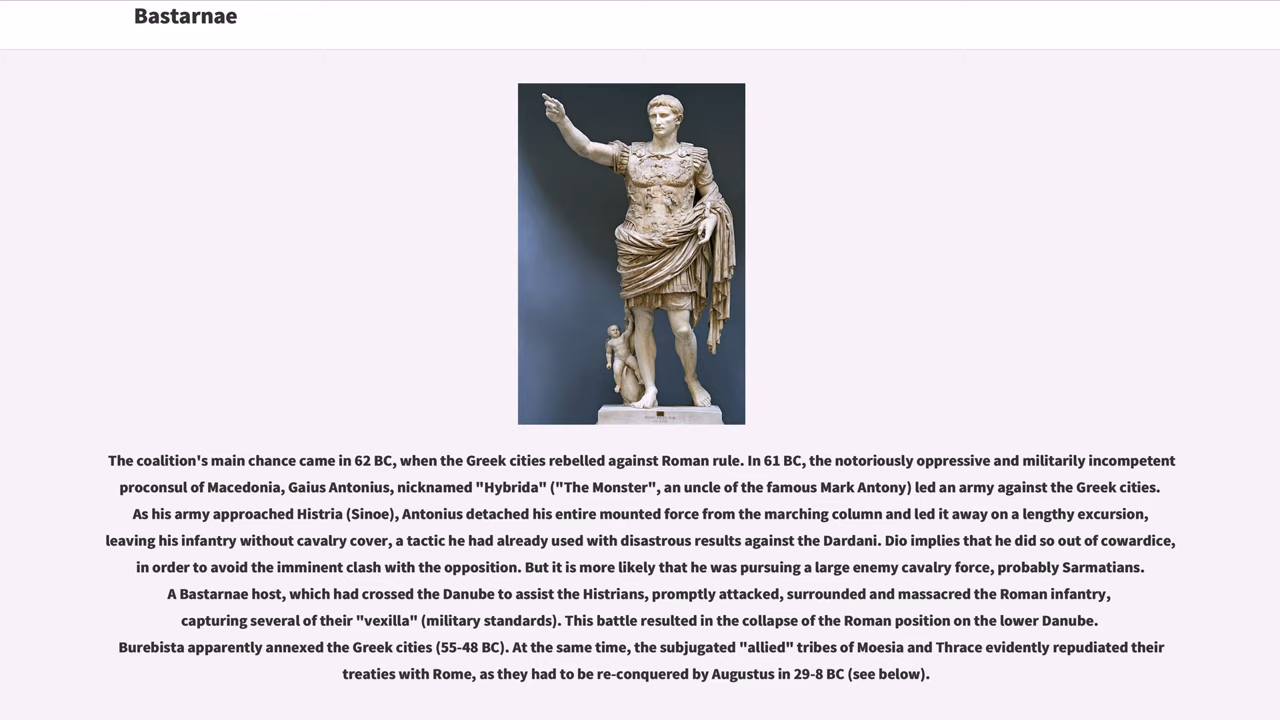 Bastarnae
The coalition's main chance came in 62 BC, when the Greek cities rebelled against Roman rule. In 61 BC, the notoriously oppressive and militarily incompetent
proconsul of Macedonia, Gaius Antonius, nicknamed "Hybrida" ("The Monster", an uncle of the famous Mark Antony) led an army against the Greek cities.
As his army approached Histria (Sinoe), Antonius detached his entire mounted force from the marching column and led it away on a lengthy excursion,
leaving his infantry without cavalry cover, a tactic he had already used with disastrous results against the Dardani. Dio implies that he did so out of cowardice,
in order to avoid the imminent clash with the opposition. But it is more likely that he was pursuing a large enemy cavalry force, probably Sarmatians.
A Bastarnae host, which had crossed the Danube to assist the Histrians, promptly attacked, surrounded and massacred the Roman infantry,
capturing several of their "vexilla" (military standards). This battle resulted in the collapse of the Roman position on the lower Danube.
Burebista apparently annexed the Greek cities (55-48 BC). At the same time, the subjugated "allied" tribes of Moesia and Thrace evidently repudiated their
treaties with Rome, as they had to be re-conquered by Augustus in 29-8 BC (see below).